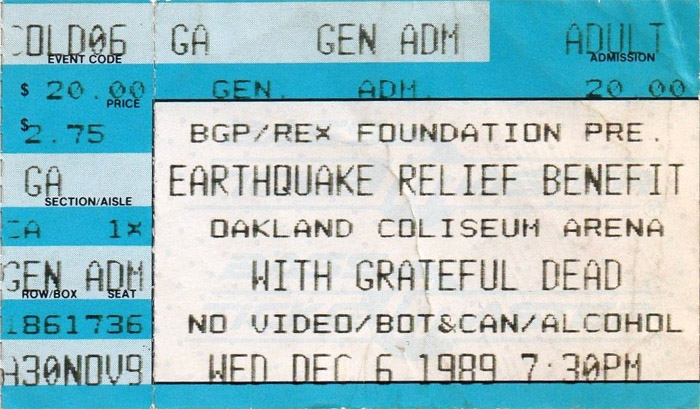 OLD06 GA GEN ADM ADULT
EVENT CODE ADMISSION
$ 20.00 GEN. ADM. 20.00
PRICE
$2.75 BGP/REX FOUNDATION PRE.
GA EARTHQUAKE RELIEF BENEFIT
SECTION/AISLE
CA 1X OAKLAND COLISEUM ARENA
GEN ADM WITH GRATEFUL DEAD
ROW/BOX SEAT
1861736 NO VIDEO/BOT&CAN/ALCOHOL
A30NOV9 WED DEC 6 1989 7:30PM